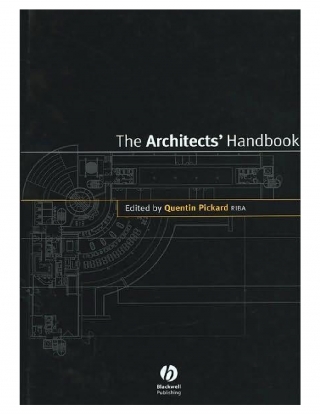 The Architects' Handbook
Edited by Quentin Pickard RIBA
Blackwell
Publishing